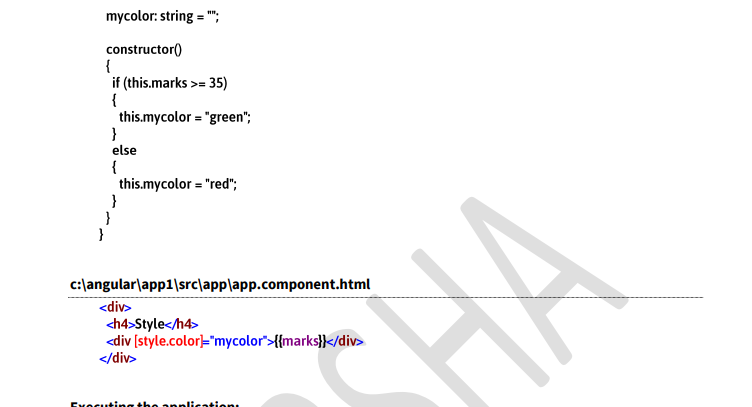 mycolor: string = "";
constructor()
{
if (this.marks >= 35)
{
this.mycolor = "green";
}
else
{
this.mycolor = "red";
}
}
}
c:\angular\app1\src\app\app.component.html
<div>
<h4>Style</h4>
<div [style.color]="mycolor">{{marks}}</div>
</div>
Executing the application: